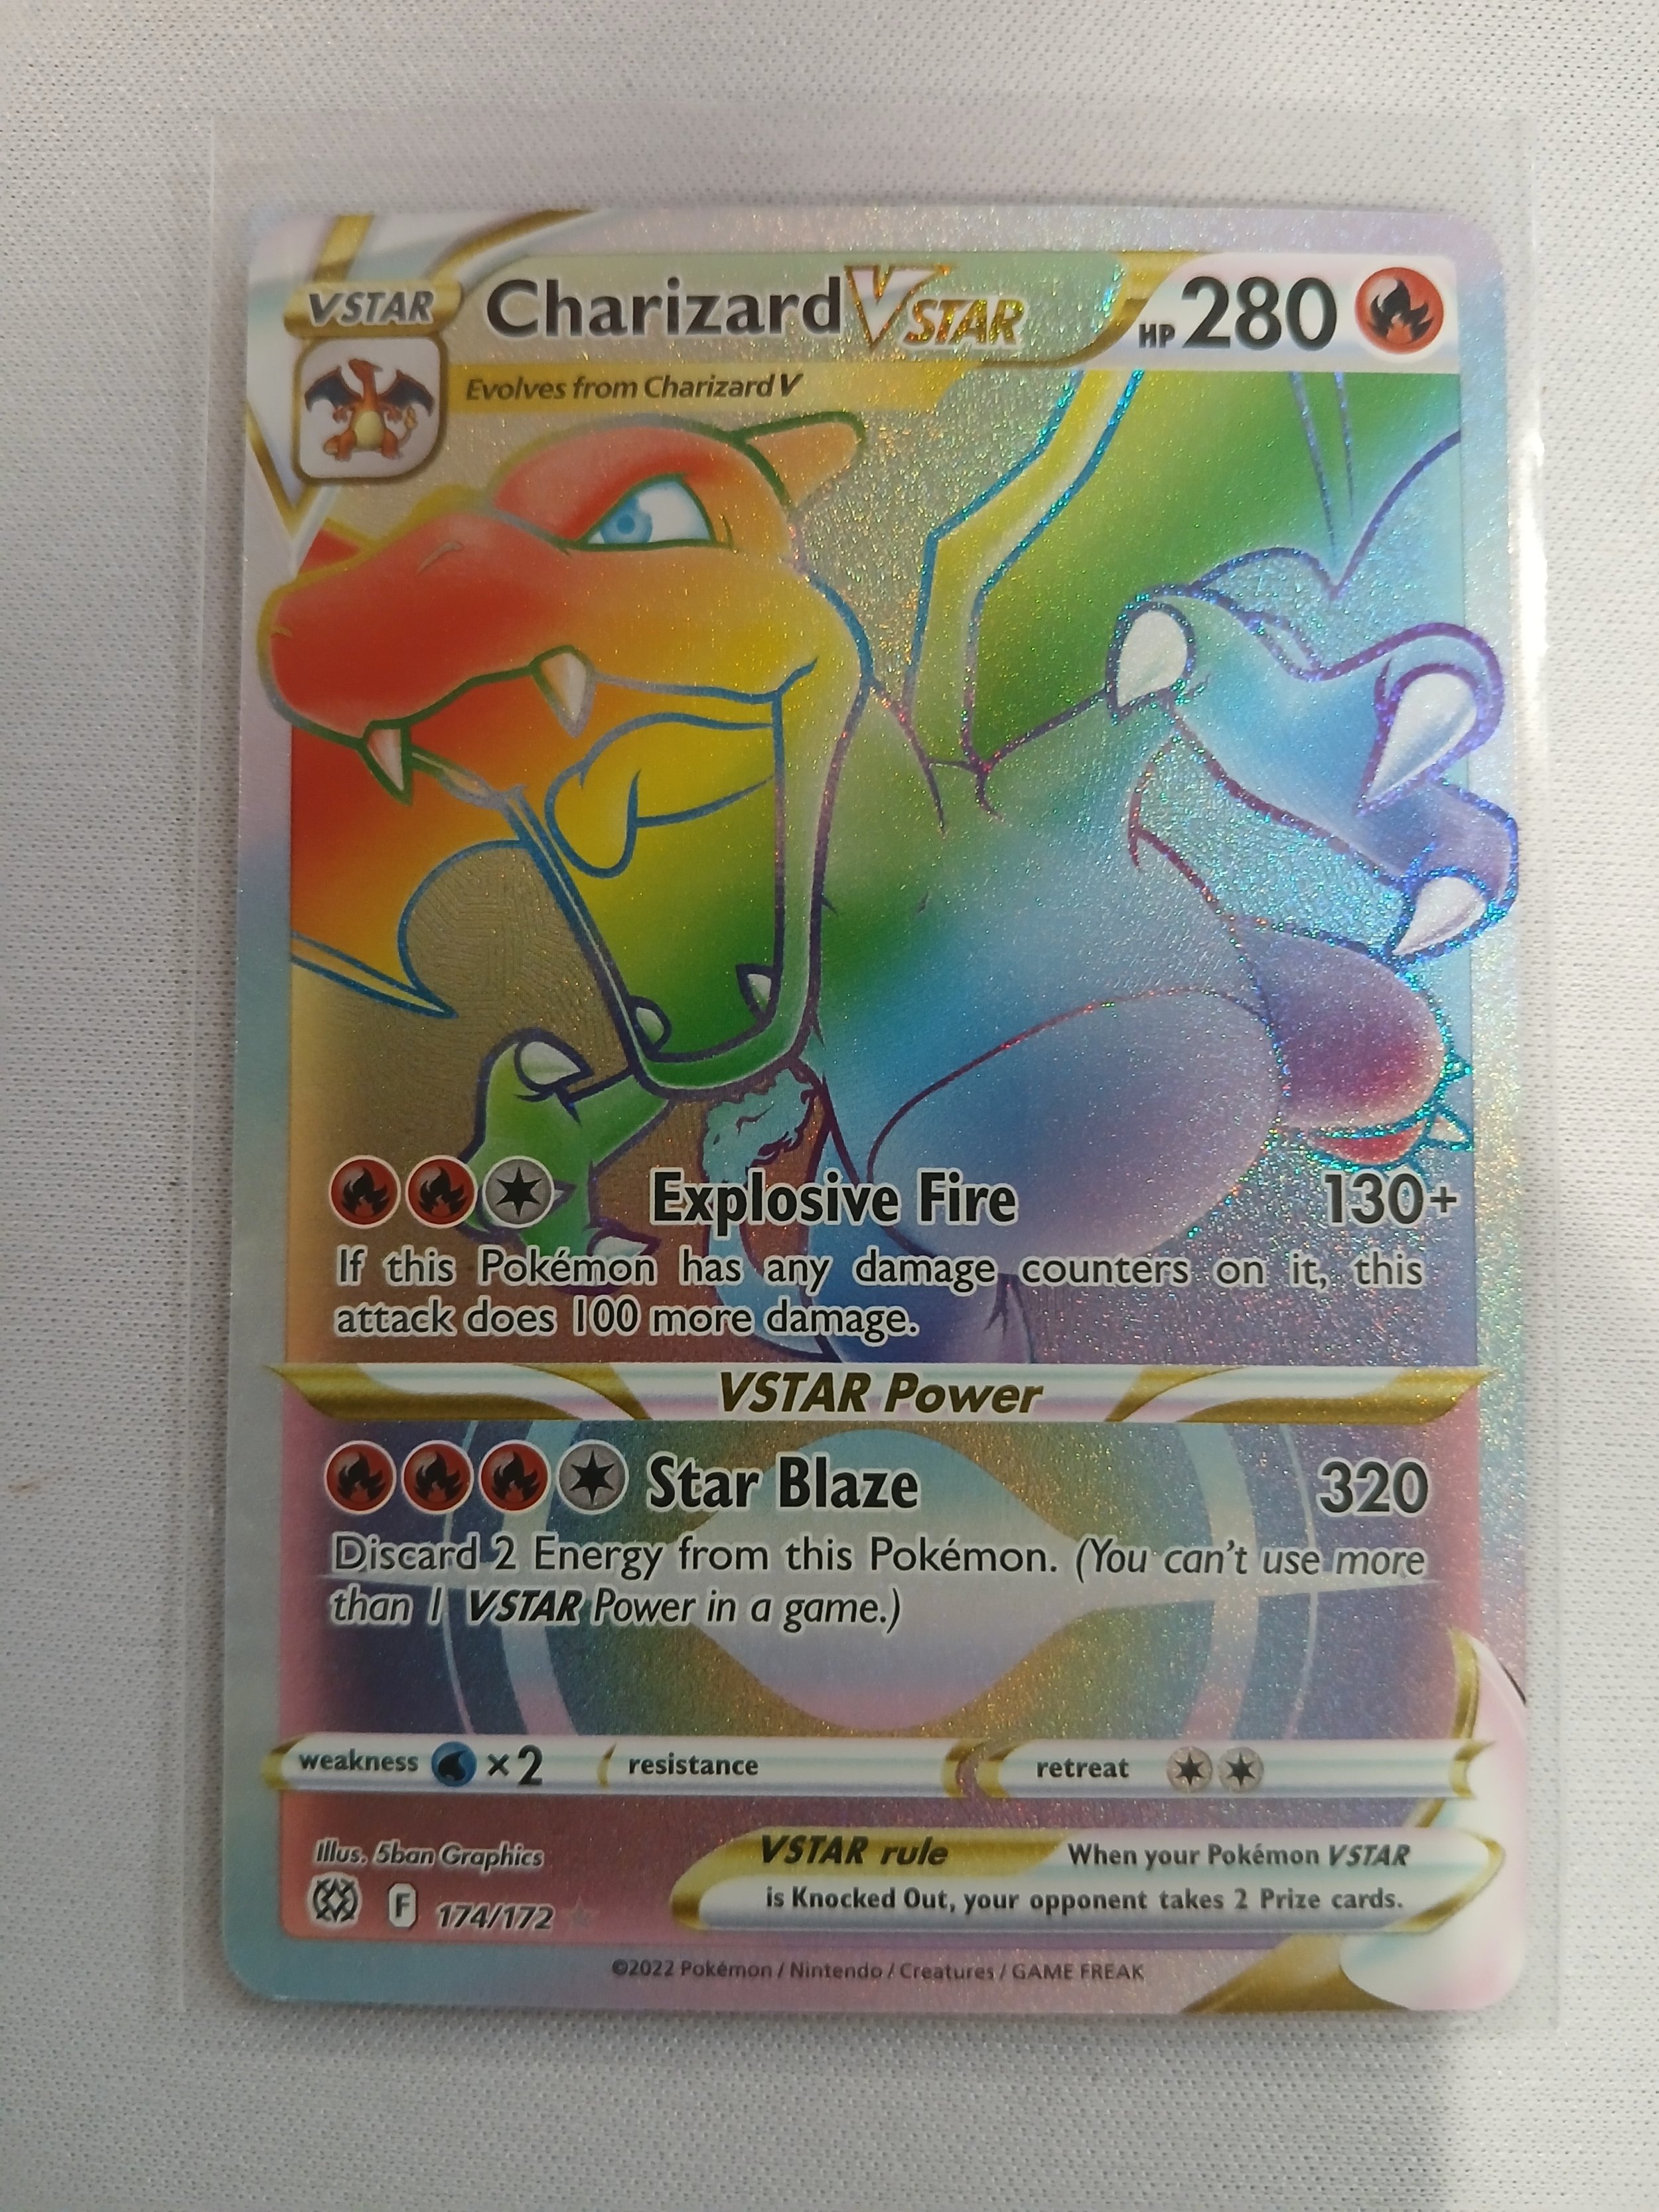 VSTAR
Charizard VSTAR HP 280
Evolves from Charizard V
Explosive Fire 130+
If this Pokémon has any damage counters on it, this
attack does 100 more damage.
VSTAR Power
Star Blaze 320
Discard 2 Energy from this Pokémon. (You can't use more
than 1 VSTAR Power in a game.)
weakness ×2 resistance retreat
Illus. 5ban Graphics
VSTAR rule When your Pokémon VSTAR
is Knocked Out, your opponent takes 2 Prize cards.
F 174/172
©2022 Pokémon / Nintendo / Creatures / GAME FREAK